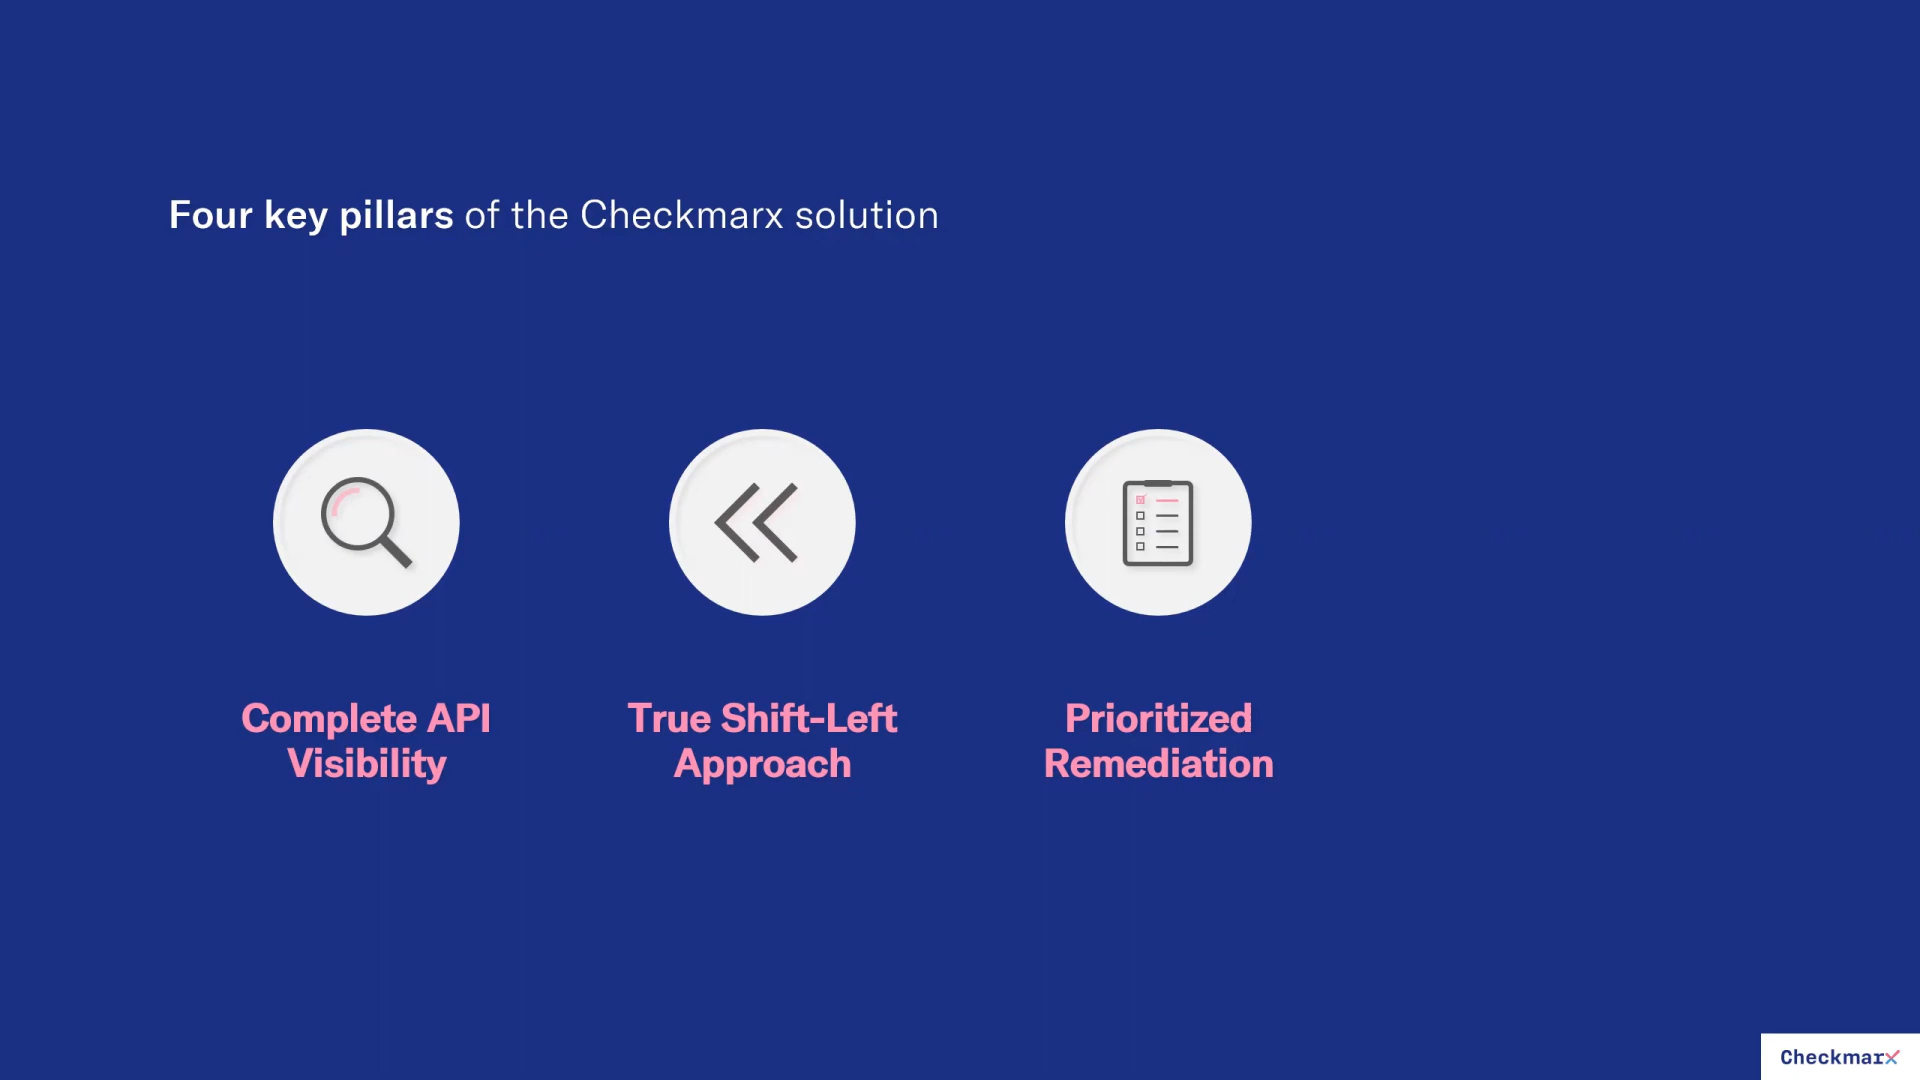 Four key pillars of the Checkmarx solution
Complete API
Visibility
True Shift-Left
Approach
Prioritized
Remediation
Checkmarx